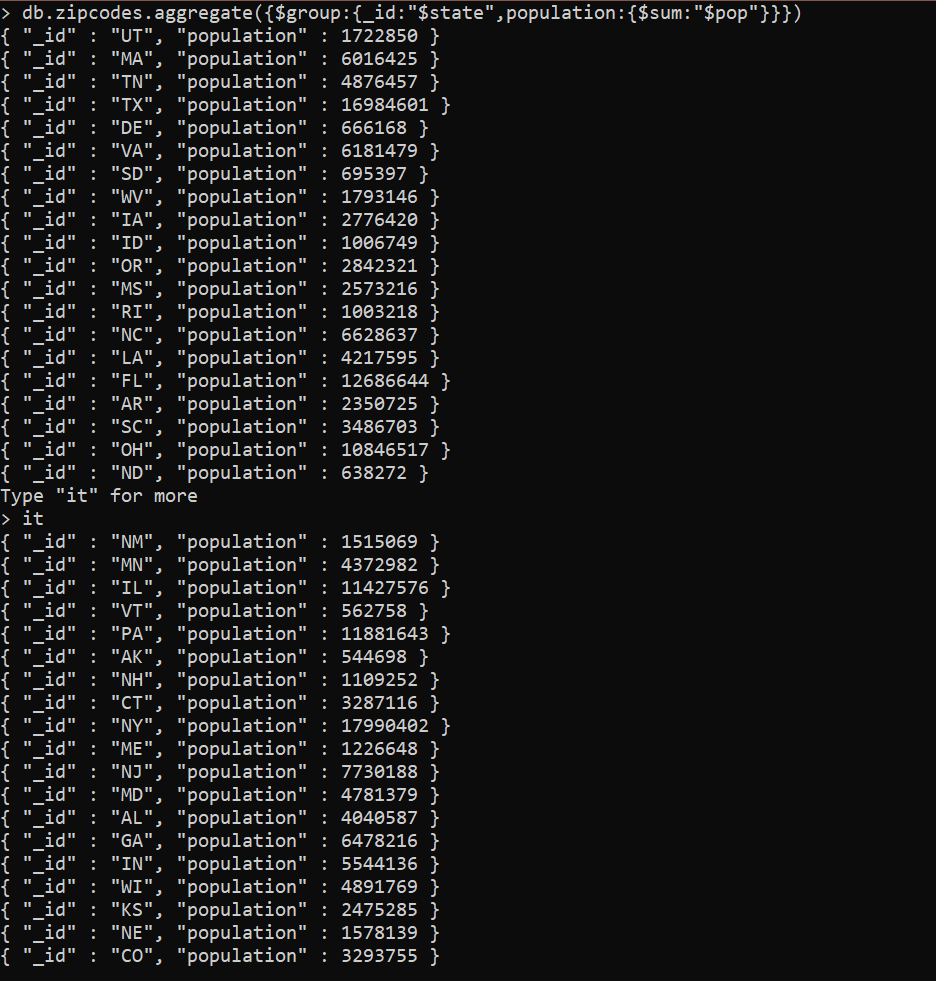 > db.zipcodes.aggregate({$group:{_id:"$state",population:{$sum:"$pop"}}})
{ "_id" : "UT", "population" : 1722850 }
{ "_id" : "MA", "population" : 6016425 }
{ "_id" : "TN", "population" : 4876457 }
{ "_id" : "TX", "population" : 16984601 }
{ "_id" : "DE", "population" : 666168 }
{ "_id" : "VA", "population" : 6181479 }
{ "_id" : "SD", "population" : 695397 }
{ "_id" : "WV", "population" : 1793146 }
{ "_id" : "IA", "population" : 2776420 }
{ "_id" : "ID", "population" : 1006749 }
{ "_id" : "OR", "population" : 2842321 }
{ "_id" : "MS", "population" : 2573216 }
{ "_id" : "RI", "population" : 1003218 }
{ "_id" : "NC", "population" : 6628637 }
{ "_id" : "LA", "population" : 4217595 }
{ "_id" : "FL", "population" : 12686644 }
{ "_id" : "AR", "population" : 2350725 }
{ "_id" : "SC", "population" : 3486703 }
{ "_id" : "OH", "population" : 10846517 }
{ "_id" : "ND", "population" : 638272 }
Type "it" for more
> it
{ "_id" : "NM", "population" : 1515069 }
{ "_id" : "MN", "population" : 4372982 }
{ "_id" : "IL", "population" : 11427576 }
{ "_id" : "VT", "population" : 562758 }
{ "_id" : "PA", "population" : 11881643 }
{ "_id" : "AK", "population" : 544698 }
{ "_id" : "NH", "population" : 1109252 }
{ "_id" : "CT", "population" : 3287116 }
{ "_id" : "NY", "population" : 17990402 }
{ "_id" : "ME", "population" : 1226648 }
{ "_id" : "NJ", "population" : 7730188 }
{ "_id" : "MD", "population" : 4781379 }
{ "_id" : "AL", "population" : 4040587 }
{ "_id" : "GA", "population" : 6478216 }
{ "_id" : "IN", "population" : 5544136 }
{ "_id" : "WI", "population" : 4891769 }
{ "_id" : "KS", "population" : 2475285 }
{ "_id" : "NE", "population" : 1578139 }
{ "_id" : "CO", "population" : 3293755 }